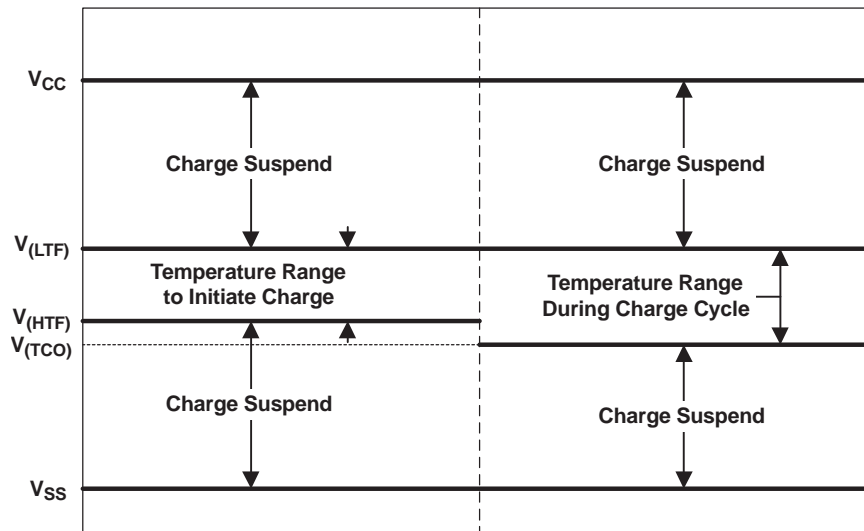 V(CC)
Charge Suspend
Charge Suspend
V(LTF)
Temperature Range
to Initiate Charge
Temperature Range
During Charge Cycle
V(HTF)
V(TCO)
Charge Suspend
Charge Suspend
VSS